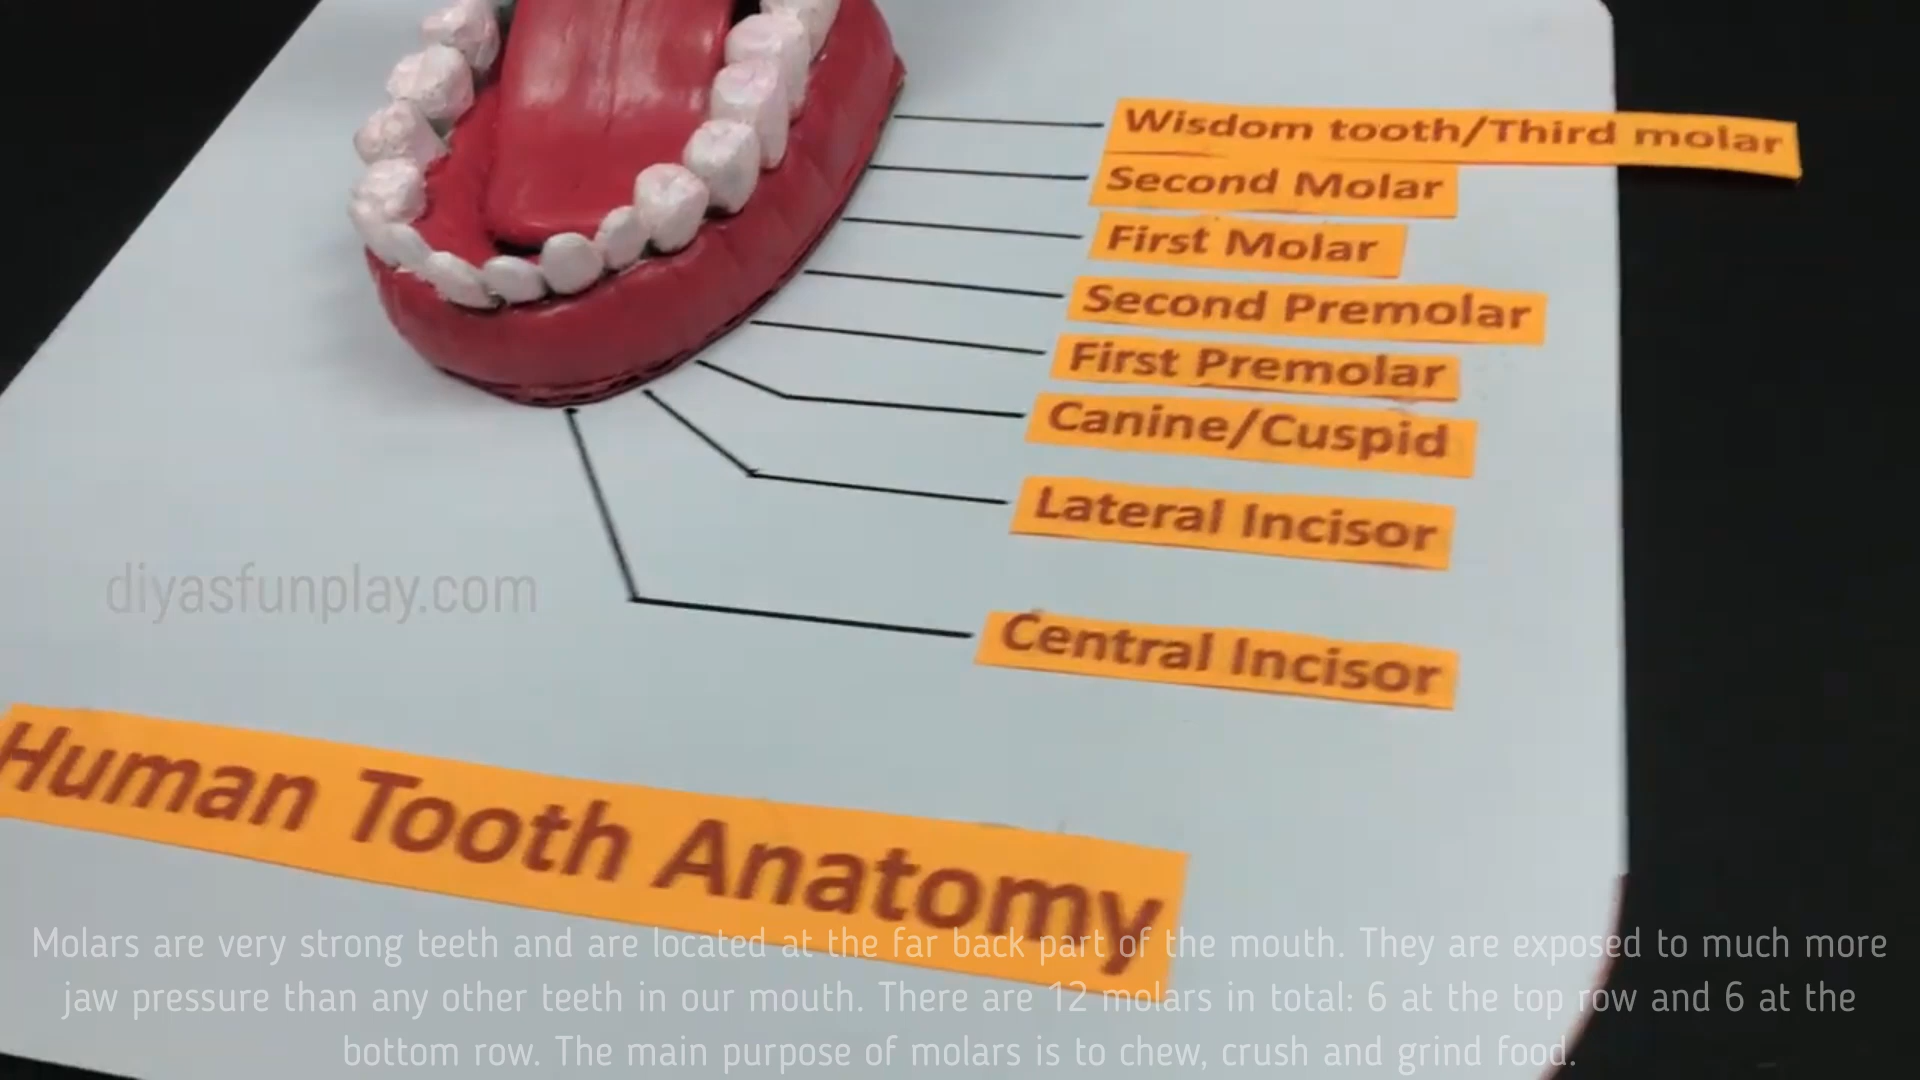 Wisdom tooth/Third molar
Second Molar
First Molar
Second Premolar
First Premolar
Canine/Cuspid
Lateral Incisor
Central Incisor
diyasfunplay.com
Human Tooth Anatomy
Molars are very strong teeth and are located at the far back part of the mouth. They are exposed to much more
jaw pressure than any other teeth in our mouth. There are 12 molars in total: 6 at the top row and 6 at the
bottom row. The main purpose of molars is to chew, crush and grind food.